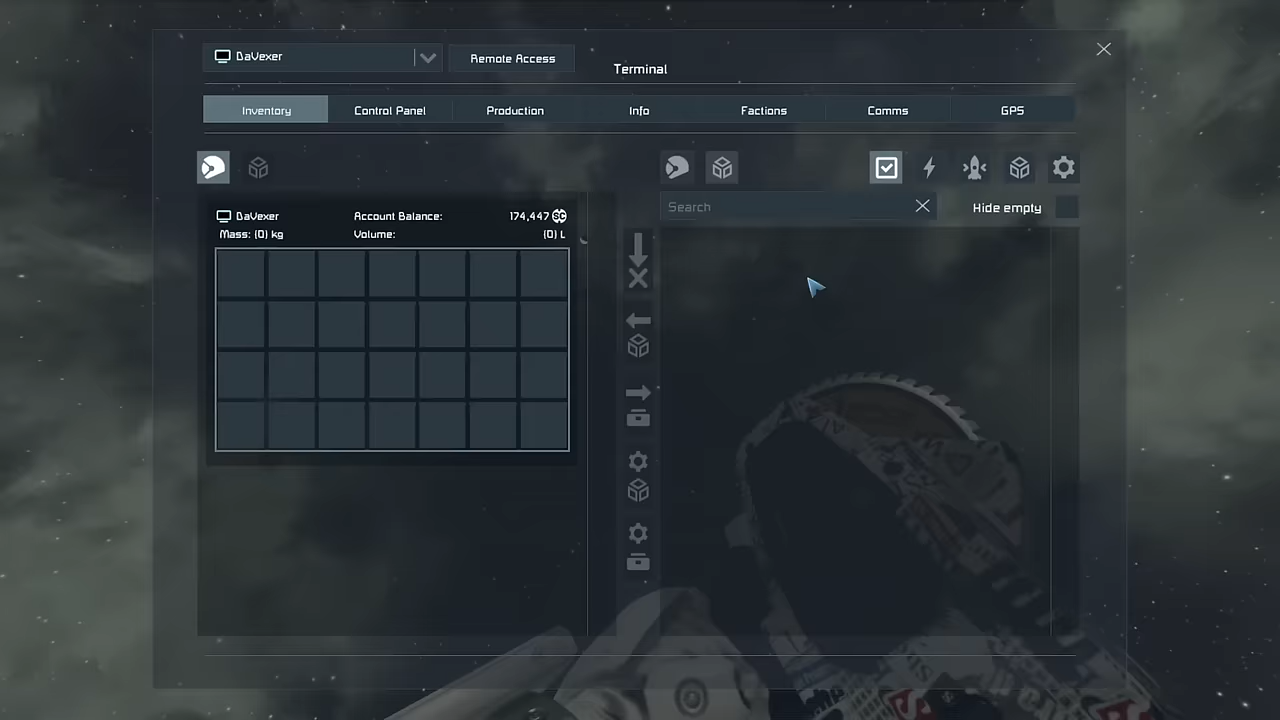 DaVexer
Remote Access
Terminal
Inventory
Control Panel
Production
Info
Factions
Comms
GPS
Search
Hide empty
DaVexer
Account Balance:
174,447 SC
Mass: (0) kg
Volume:
(0) L